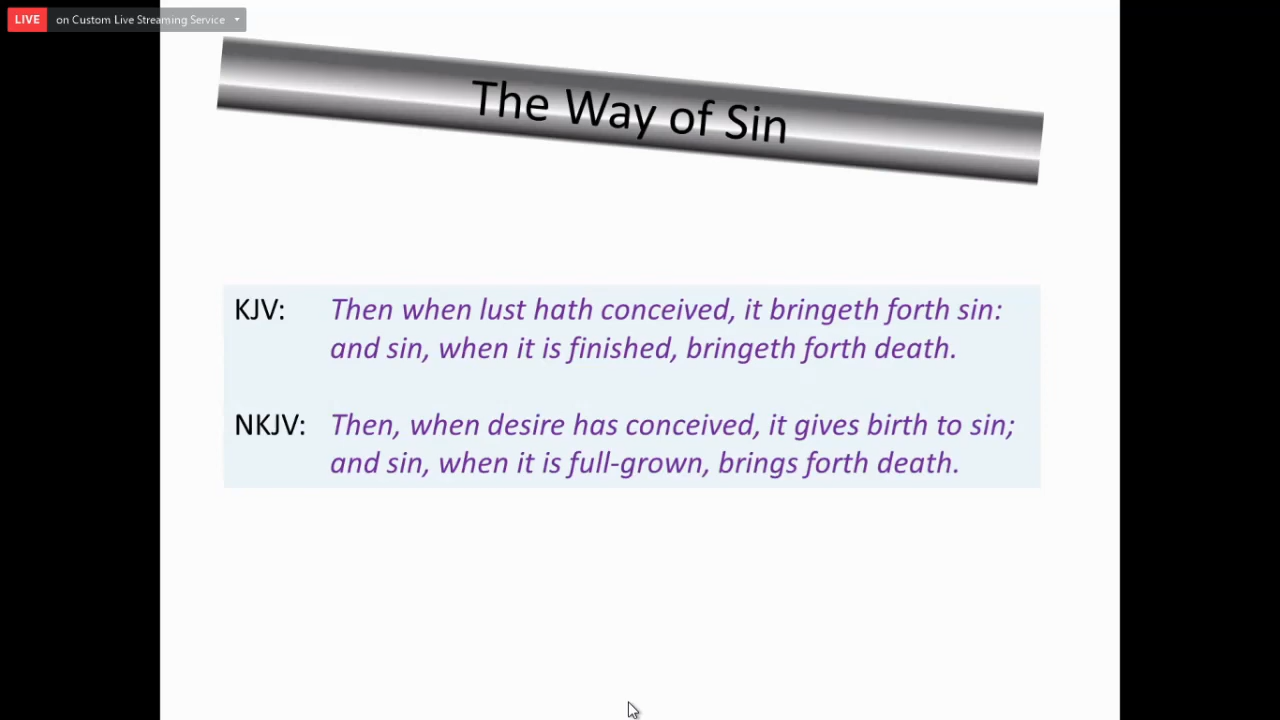 LIVE on Custom Live Streaming Service
The Way of Sin
KJV: Then when lust hath conceived, it bringeth forth sin:
and sin, when it is finished, bringeth forth death.
NKJV: Then, when desire has conceived, it gives birth to sin;
and sin, when it is full-grown, brings forth death.